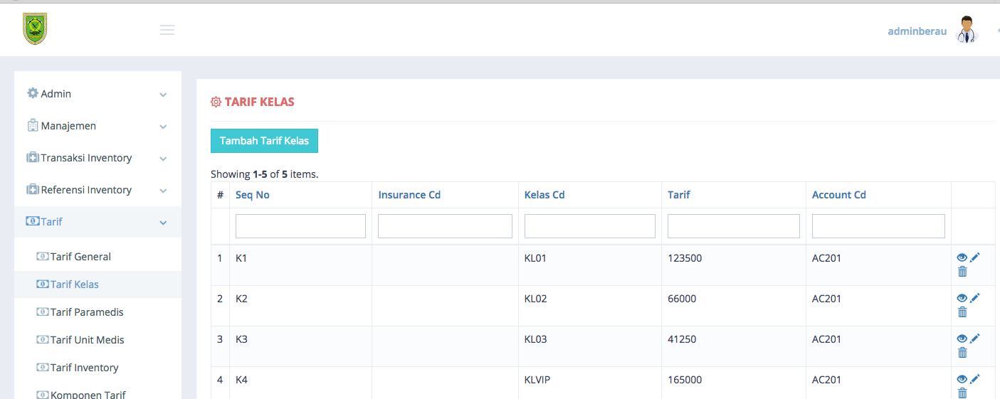 adminberau
Admin
Manajemen
Transaksi Inventory
Referensi Inventory
Tarif
Tarif General
Tarif Kelas
Tarif Paramedis
Tarif Unit Medis
Tarif Inventory
Komponen Tarif
TARIF KELAS
Tambah Tarif Kelas
Showing 1-5 of 5 items.
# Seq No Insurance Cd Kelas Cd Tarif Account Cd
1 K1 KL01 123500 AC201
2 K2 KL02 66000 AC201
3 K3 KL03 41250 AC201
4 K4 KLVIP 165000 AC201